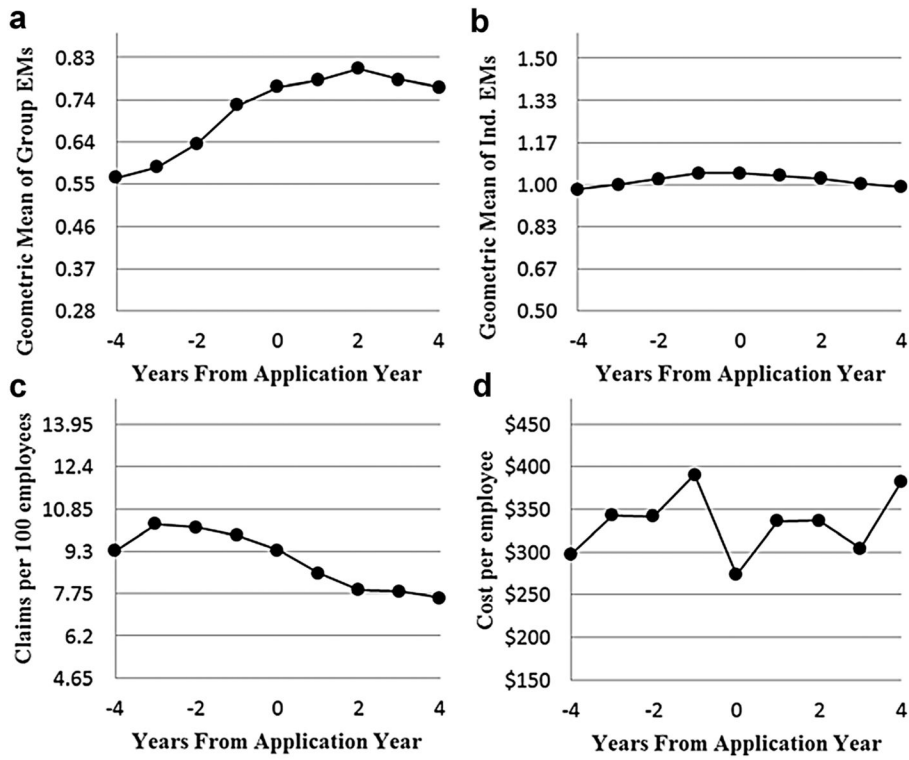 a
Geometric Mean of Group EMs
0.83
0.74
0.64
0.55
0.46
0.37
0.28
-4 -2 0 2 4
Years From Application Year
b
Geometric Mean of Ind. EMs
1.50
1.33
1.17
1.00
0.83
0.67
0.50
-4 -2 0 2 4
Years From Application Year
c
Claims per 100 employees
13.95
12.4
10.85
9.3
7.75
6.2
4.65
-4 -2 0 2 4
Years From Application Year
d
Cost per employee
$450
$400
$350
$300
$250
$200
$150
-4 -2 0 2 4
Years From Application Year